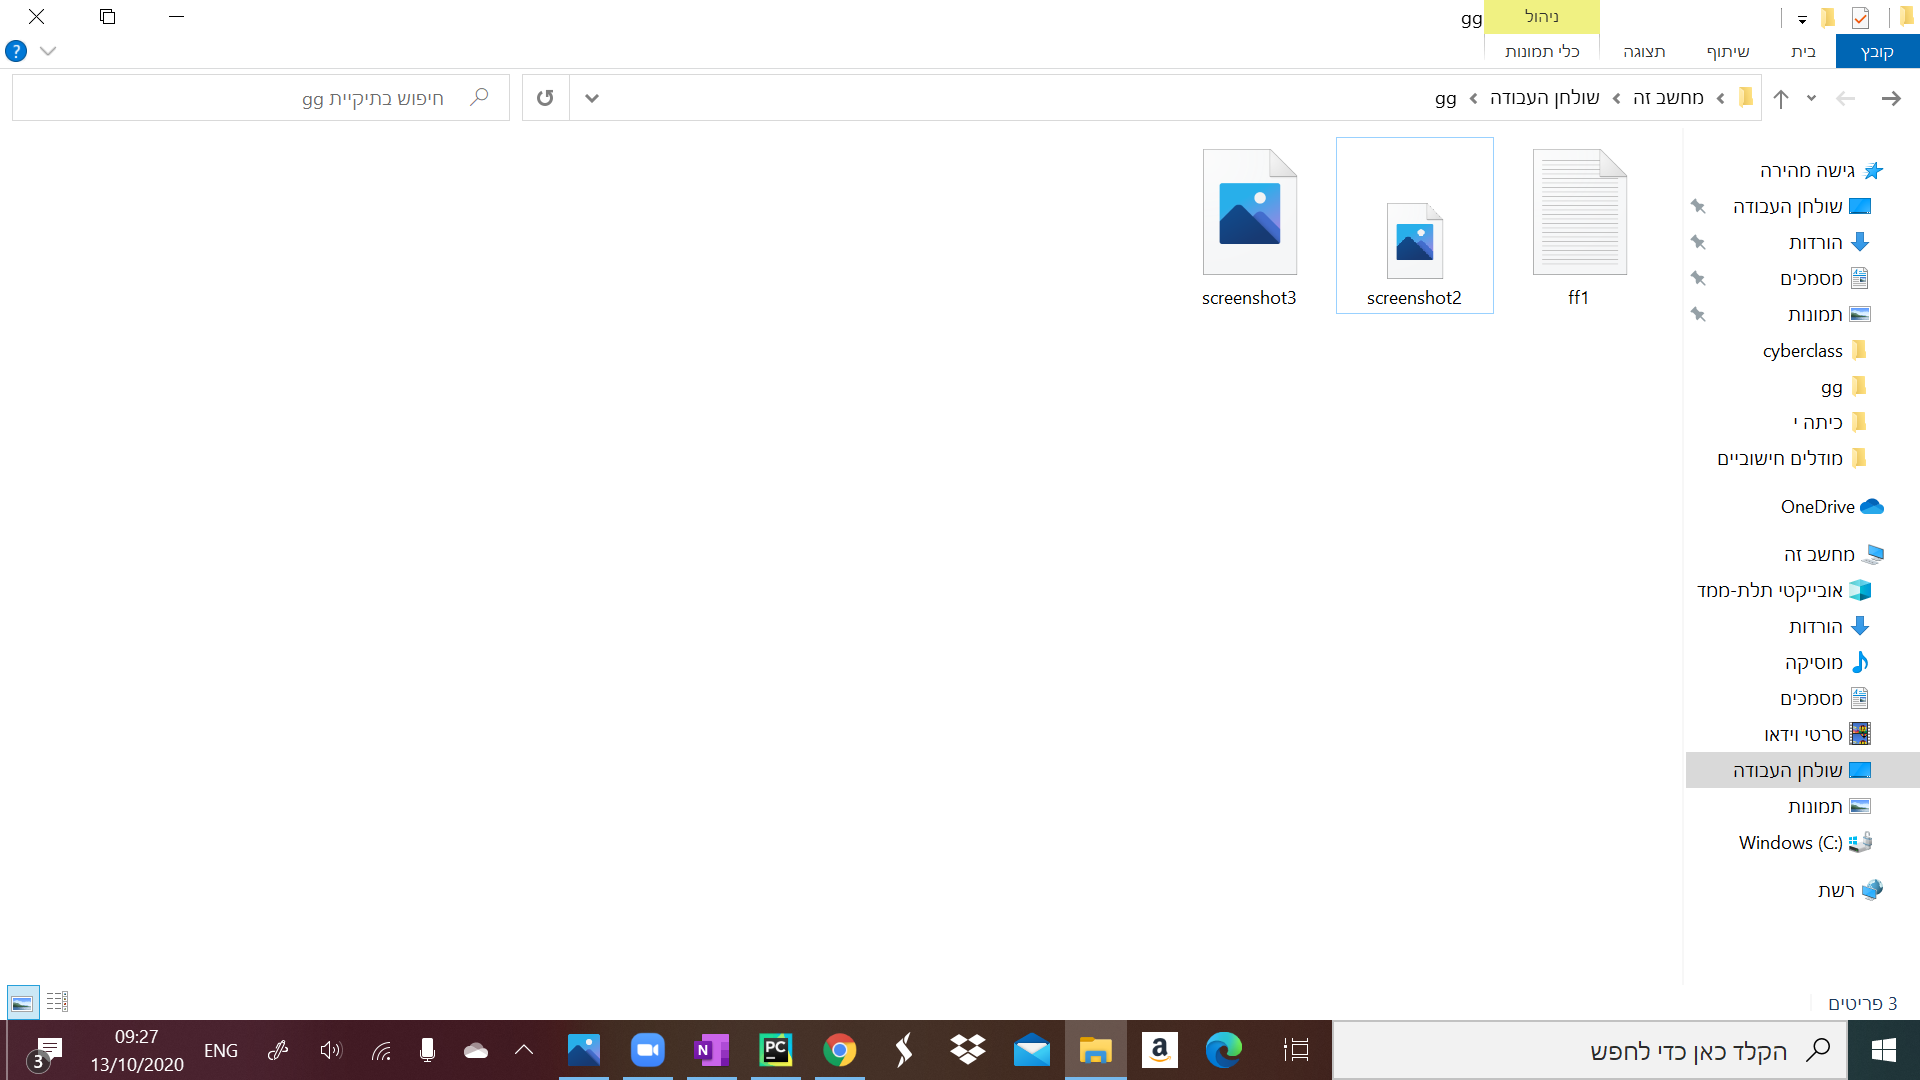 ניהול
gg
קובץ
בית
שיתוף
תצוגה
כלי תמונות
?
מחשב זה
שולחן העבודה
gg
חיפוש בתיקיית gg
ff1
screenshot2
screenshot3
גישה מהירה
שולחן העבודה
הורדות
מסמכים
תמונות
cyberclass
gg
כיתה י
מודלים חישוביים
OneDrive
מחשב זה
אובייקטי תלת-ממד
הורדות
מוסיקה
מסמכים
סרטי וידאו
שולחן העבודה
תמונות
Windows (C:)
רשת
3 פריטים
הקלד כאן כדי לחפש
a
PC
N
ENG
09:27
13/10/2020
3